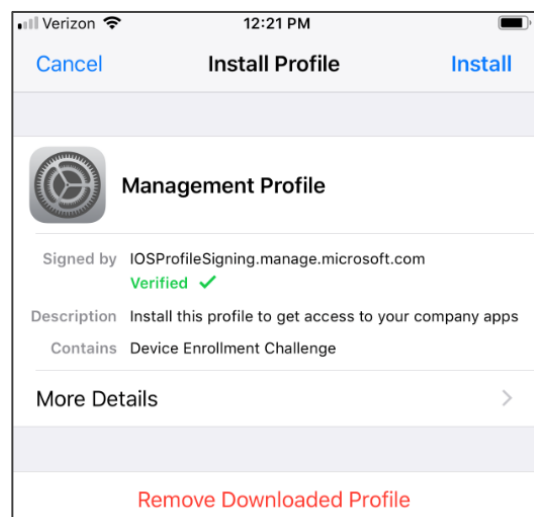 Verizon 12:21 PM
Cancel Install Profile Install
Management Profile
Signed by IOSProfileSigning.manage.microsoft.com
Verified ✓
Description Install this profile to get access to your company apps
Contains Device Enrollment Challenge
More Details
Remove Downloaded Profile